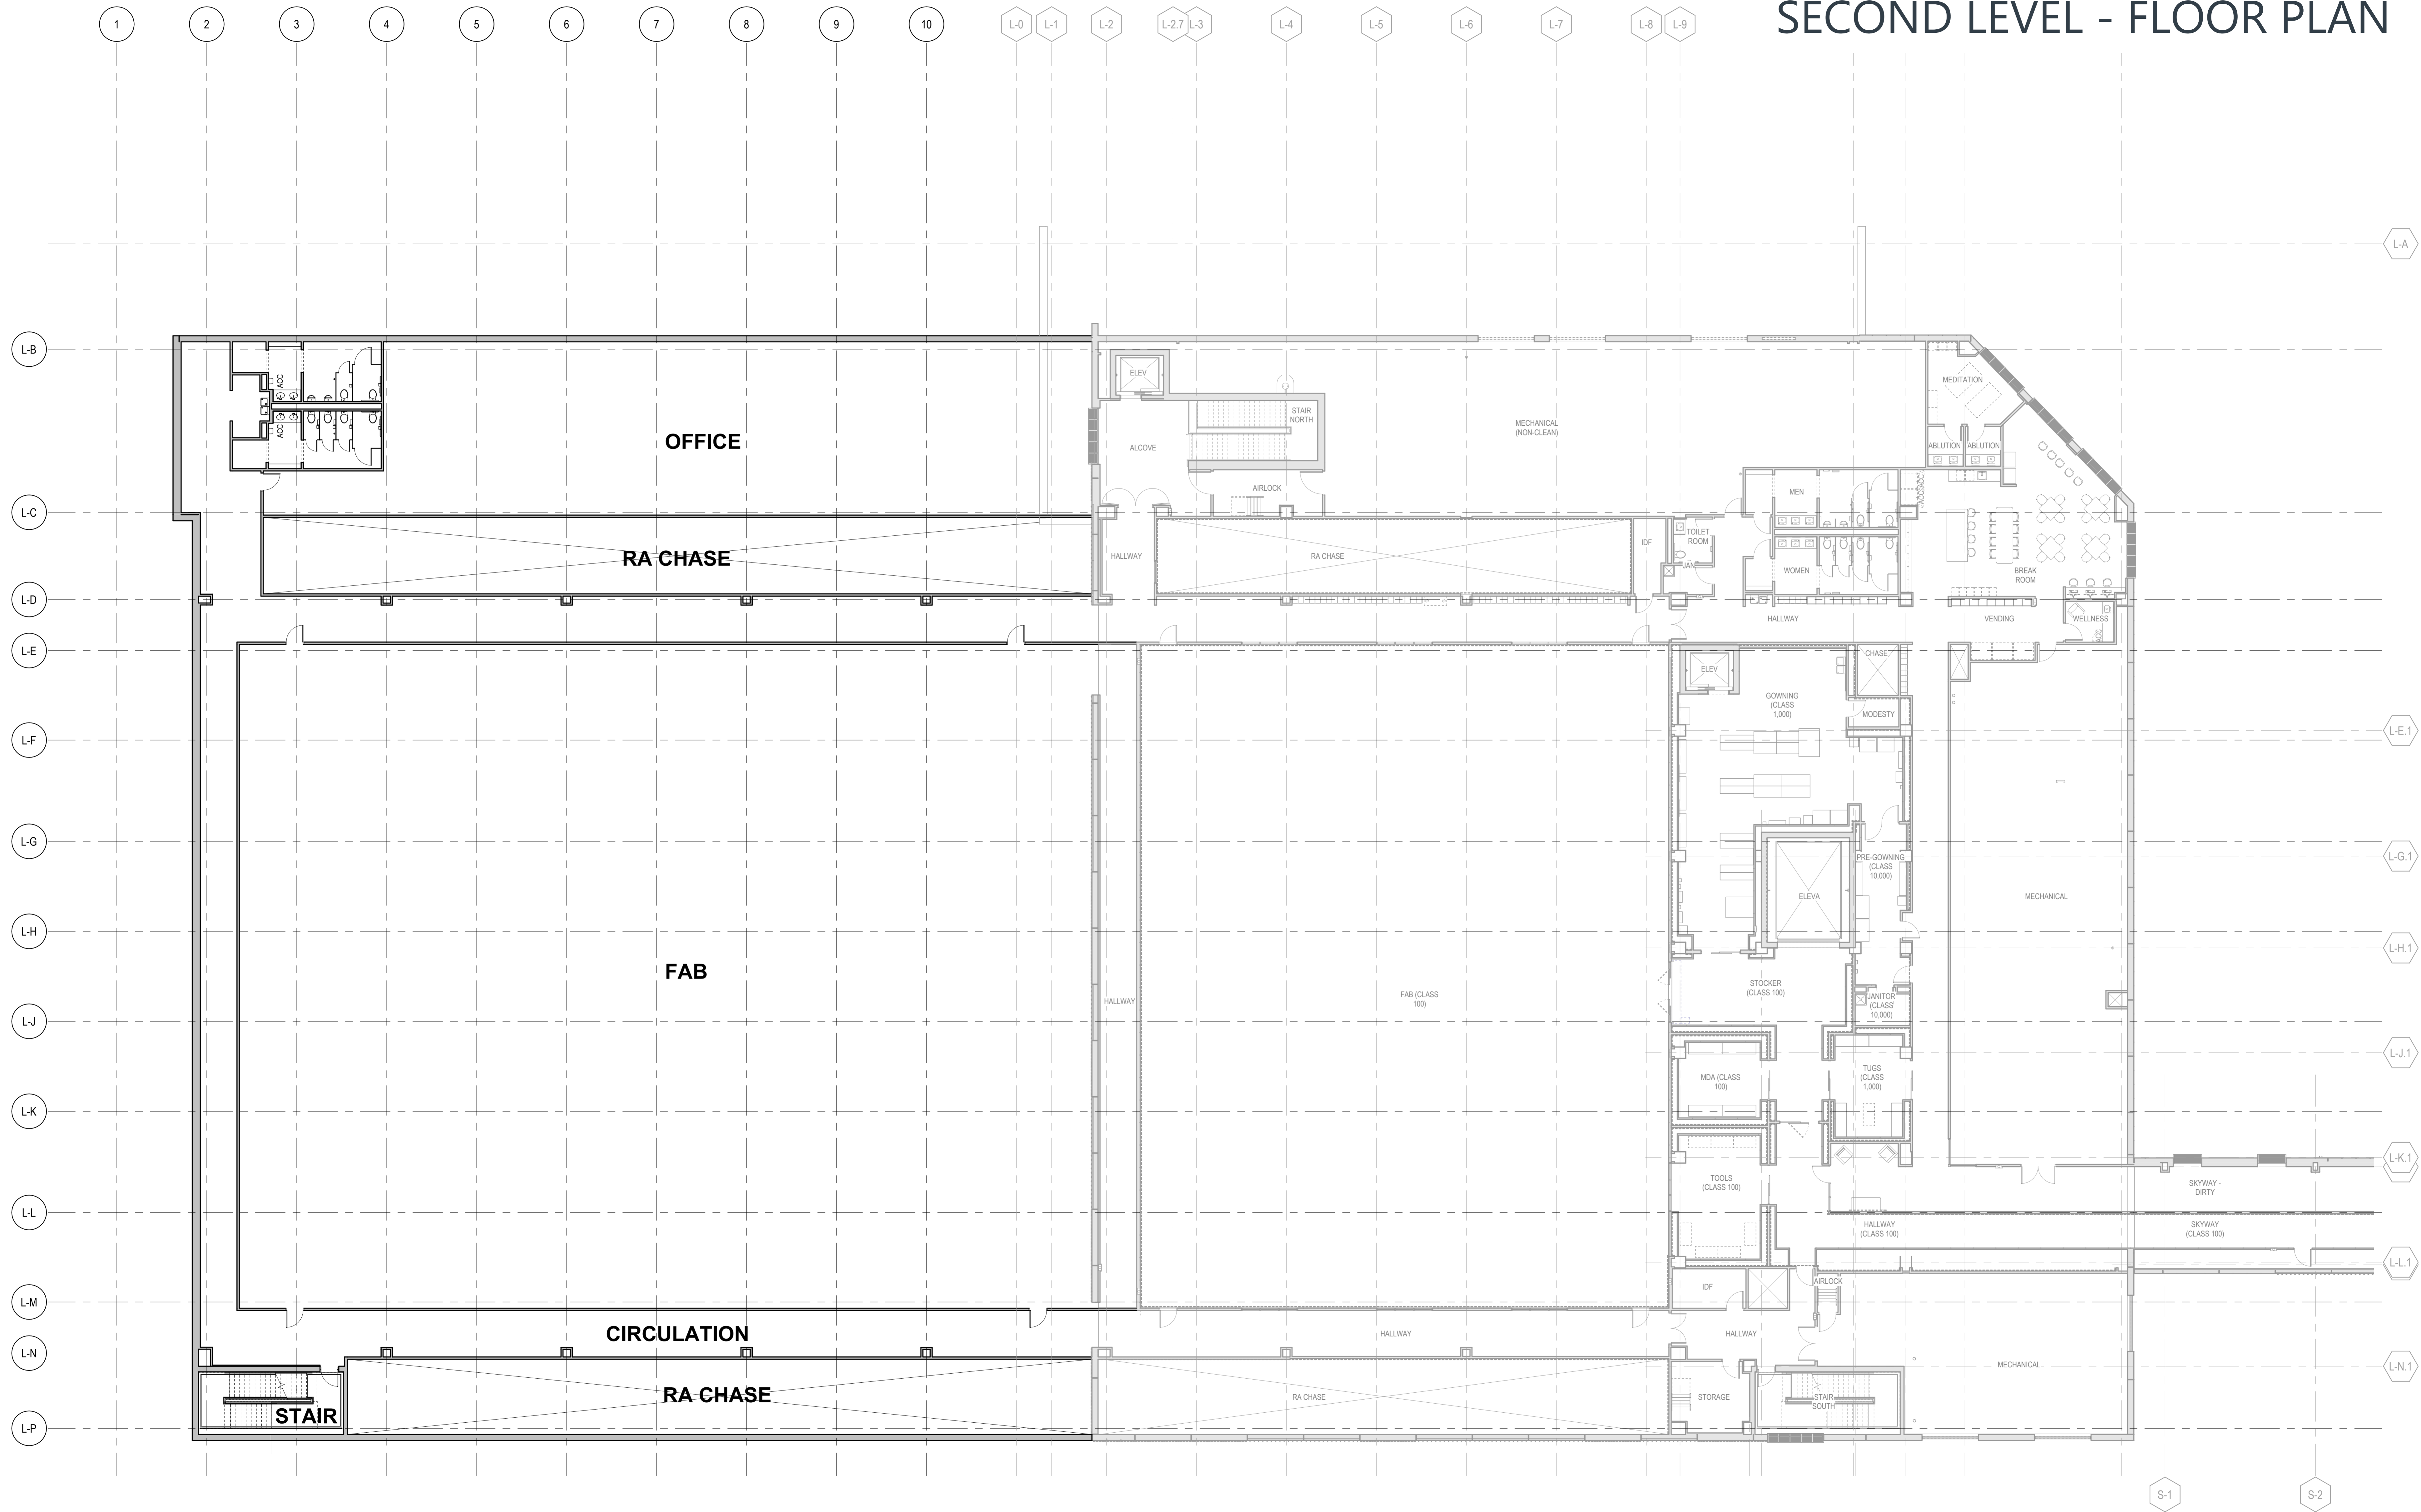 SECOND LEVEL - FLOOR PLAN
1
2
3
4
5
6
7
8
9
10
L-0
L-1
L-2
L-2.7
L-3
L-4
L-5
L-6
L-7
L-8
L-9
L-A
L-B
ACC
ACC
OFFICE
ELEV
STAIR
NORTH
ALCOVE
AIRLOCK
MECHANICAL
(NON-CLEAN)
MEDITATION
ABLUTION
ABLUTION
MEN
ACC
ACC
L-C
RA CHASE
HALLWAY
RA CHASE
IDF
TOILET
ROOM
JAN
WOMEN
BREAK
ROOM
L-D
HALLWAY
VENDING
WELLNESS
ACC
L-E
ELEV
CHASE
GOWNING
(CLASS
1,000)
MODESTY
L-F
L-E.1
L-G
PRE-GOWNING
(CLASS
10,000)
L-G.1
ELEVA
MECHANICAL
L-H
L-H.1
FAB
HALLWAY
FAB (CLASS
100)
STOCKER
(CLASS 100)
JANITOR
(CLASS
10,000)
L-J
L-J.1
MDA (CLASS
100)
TUGS
(CLASS
1,000)
L-K
L-K.1
TOOLS
(CLASS 100)
SKYWAY -
DIRTY
L-L
HALLWAY
(CLASS 100)
SKYWAY
(CLASS 100)
L-L.1
IDF
AIRLOCK
L-M
CIRCULATION
HALLWAY
HALLWAY
L-N
MECHANICAL
L-N.1
RA CHASE
RA CHASE
STORAGE
STAIR
SOUTH
STAIR
L-P
S-1
S-2